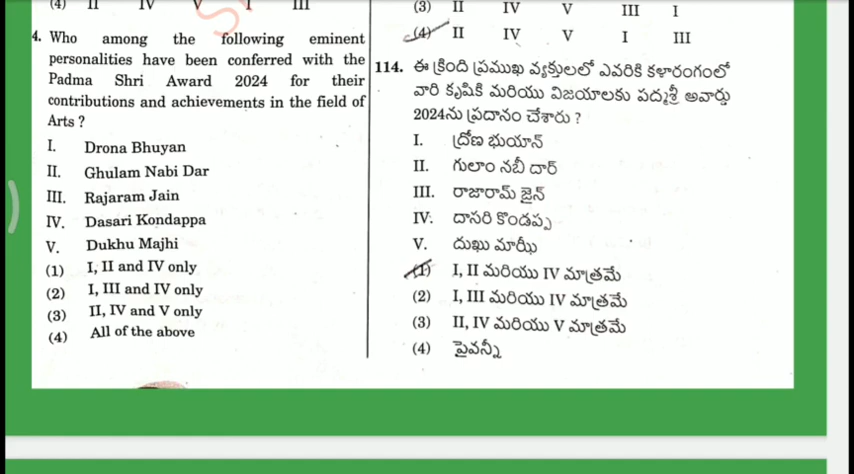 (4) II IV V I III
4. Who among the following eminent
personalities have been conferred with the
Padma Shri Award 2024 for their
contributions and achievements in the field of
Arts ?
I. Drona Bhuyan
II. Ghulam Nabi Dar
III. Rajaram Jain
IV. Dasari Kondappa
V. Dukhu Majhi
(1) I, II and IV only
(2) I, III and IV only
(3) II, IV and V only
(4) All of the above
(3) II IV V III I
(4) II IV V I III
114. ఈ క్రింది ప్రముఖ వ్యక్తులలో ఎవరికి కళారంగంలో
వారి కృషికి మరియు విజయాలకు పద్మశ్రీ అవార్డు
2024ను ప్రదానం చేశారు ?
I. ద్రోణ భుయాన్
II. గులాం నబీ దార్
III. రాజారామ్ జైన్
IV. దాసరి కొండప్ప
V. దుఖు మాఝీ
(1) I, II మరియు IV మాత్రమే
(2) I, III మరియు IV మాత్రమే
(3) II, IV మరియు V మాత్రమే
(4) పైవన్నీ